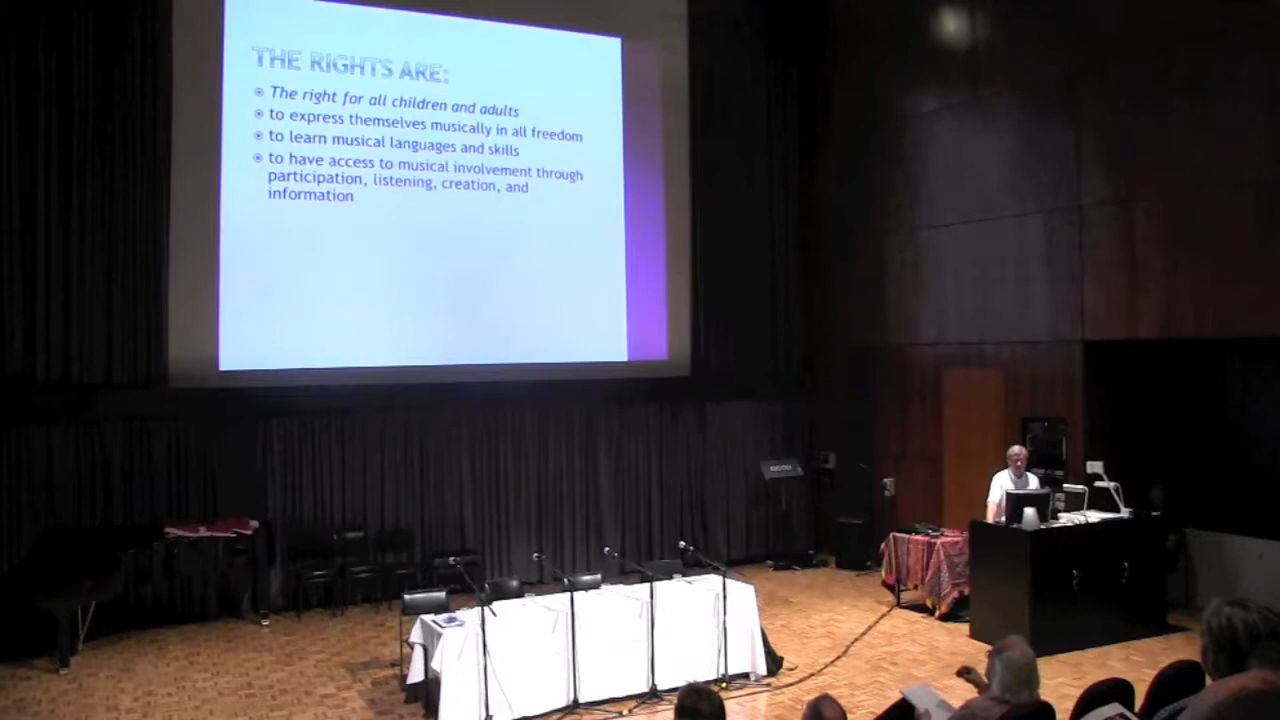 THE RIGHTS ARE:
The right for all children and adults
to express themselves musically in all freedom
to learn musical languages and skills
to have access to musical involvement through
participation, listening, creation, and
information